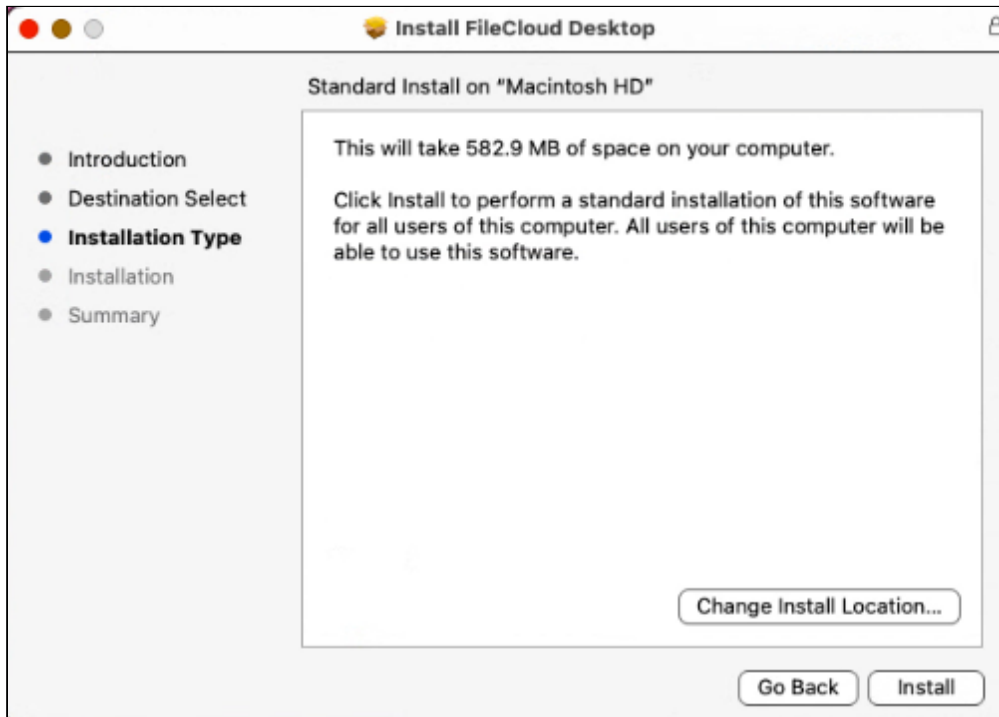 Install FileCloud Desktop
Standard Install on “Macintosh HD”
Introduction
Destination Select
Installation Type
Installation
Summary
This will take 582.9 MB of space on your computer.
Click Install to perform a standard installation of this software
for all users of this computer. All users of this computer will be
able to use this software.
Change Install Location...
Go Back
Install